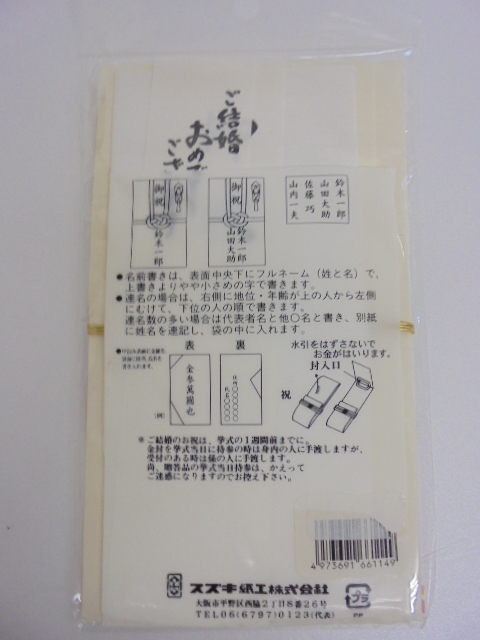 ご結婚
おめで
ござ
御祝
鈴木一郎
御祝
鈴木一郎
山田大助
鈴木一郎
山田大助
佐藤 巧
山内一夫
●名前書きは、表面中央下にフルネーム（姓と名）で、
上書きよりやや小さめの字で書きます。
●連名の場合は、右側に地位・年齢が上の人から左側
にむけて、下位の人の順で書きます。
連名数の多い場合は代表者名と他〇名と書き、別紙
に姓名を連記し、袋の中に入れます。
表
裏
水引をはずさないで
お金がはいります。
封入口
祝
金参萬圓也
(例)
※ご結婚のお祝は、挙式の1週間前までに。
金封を挙式当日に持参の時は身内の人に手渡しますが、
受付のある時は係の人に手渡します。
尚、贈答品の挙式当日持参は、かえって
ご迷惑になりますのでお控え下さい。
4973691661149
スズキ紙工株式会社
大阪市平野区西脇2丁目8番26号
TEL06(6797)0123(代表)
プラ
PP